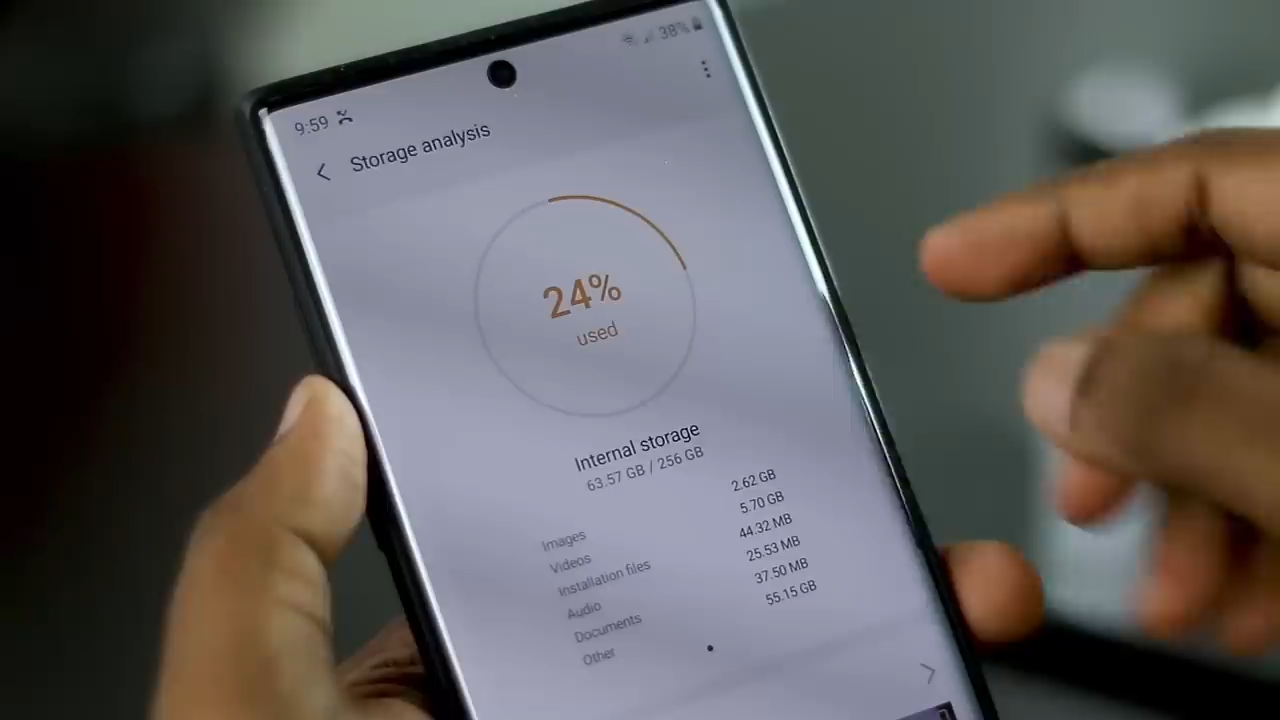 9:59
38%
Storage analysis
24%
used
Internal storage
63.57 GB / 256 GB
Images 2.62 GB
Videos 5.70 GB
Installation files 44.32 MB
Audio 25.53 MB
Documents 37.50 MB
Other 55.15 GB